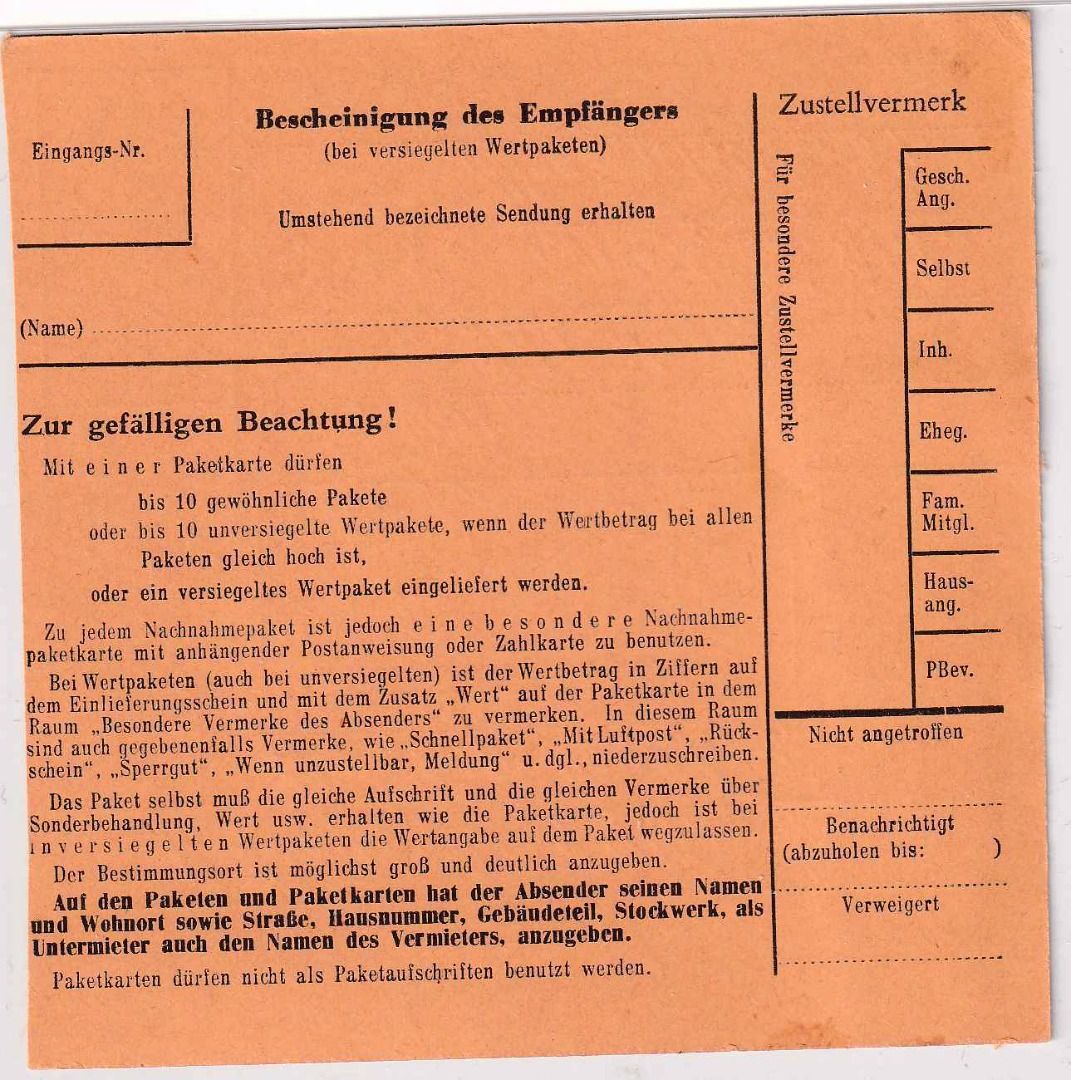 Eingangs-Nr.
Bescheinigung des Empfängers
(bei versiegelten Wertpaketen)
Umstehend bezeichnete Sendung erhalten
(Name)
Zur gefälligen Beachtung!
Mit einer Paketkarte dürfen
bis 10 gewöhnliche Pakete
oder bis 10 unversiegelte Wertpakete, wenn der Wertbetrag bei allen
Paketen gleich hoch ist,
oder ein versiegeltes Wertpaket eingeliefert werden.
Zu jedem Nachnahmepaket ist jedoch eine besondere Nachnahme-
paketkarte mit anhängender Postanweisung oder Zahlkarte zu benutzen.
Bei Wertpaketen (auch bei unversiegelten) ist der Wertbetrag in Ziffern auf
dem Einlieferungsschein und mit dem Zusatz „Wert“ auf der Paketkarte in dem
Raum „Besondere Vermerke des Absenders“ zu vermerken. In diesem Raum
sind auch gegebenenfalls Vermerke, wie „Schnellpaket“, „Mit Luftpost“, „Rück-
schein“, „Sperrgut“, „Wenn unzustellbar, Meldung“ u. dgl., niederzuschreiben.
Das Paket selbst muß die gleiche Aufschrift und die gleichen Vermerke über
Sonderbehandlung, Wert usw. erhalten wie die Paketkarte, jedoch ist bei
inversiegelten Wertpaketen die Wertangabe auf dem Paket wegzulassen.
Der Bestimmungsort ist möglichst groß und deutlich anzugeben.
Auf den Paketen und Paketkarten hat der Absender seinen Namen
und Wohnort sowie Straße, Hausnummer, Gebäudeteil, Stockwerk, als
Untermieter auch den Namen des Vermieters, anzugeben.
Paketkarten dürfen nicht als Paketaufschriften benutzt werden.
Zustellvermerk
Für besondere Zustellvermerke
Gesch.
Ang.
Selbst
Inh.
Eheg.
Fam.
Mitgl.
Haus-
ang.
PBev.
Nicht angetroffen
Benachrichtigt
(abzuholen bis: )
Verweigert